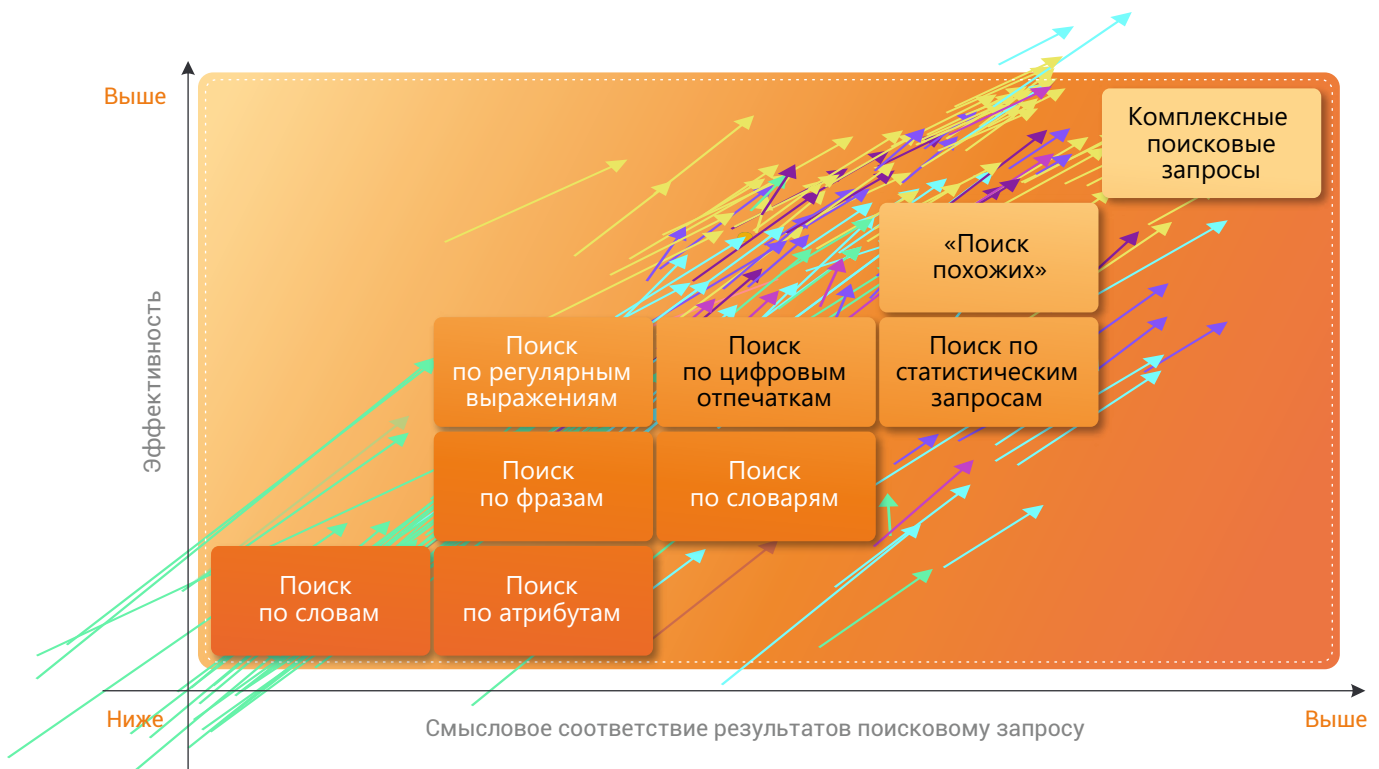 Выше
Комплексные
поисковые
запросы
«Поиск
похожих»
Эффективность
Поиск
по регулярным
выражениям
Поиск
по цифровым
отпечаткам
Поиск по
статистическим
запросам
Поиск
по фразам
Поиск
по словарям
Поиск
по словам
Поиск
по атрибутам
Ниже
Смысловое соответствие результатов поисковому запросу
Выше